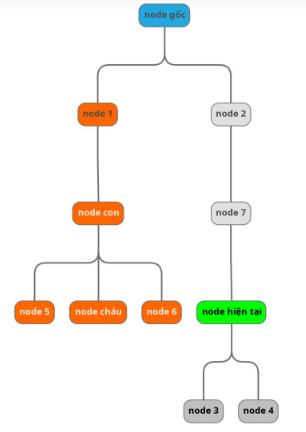 node gốc
node 1
node 2
node con
node 7
node 5
node cháu
node 6
node hiện tại
node 3
node 4